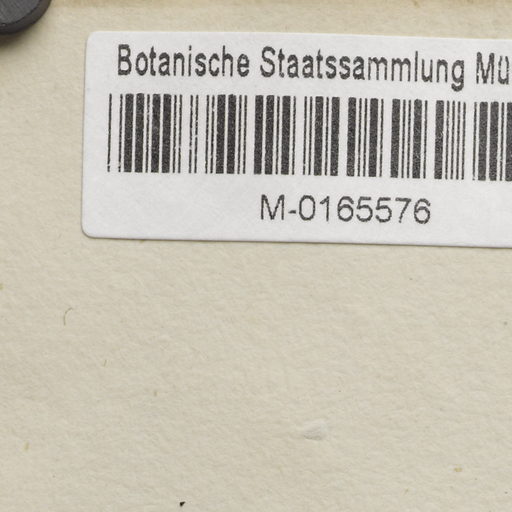 Botanische Staatssammlung Mü
M-0165576